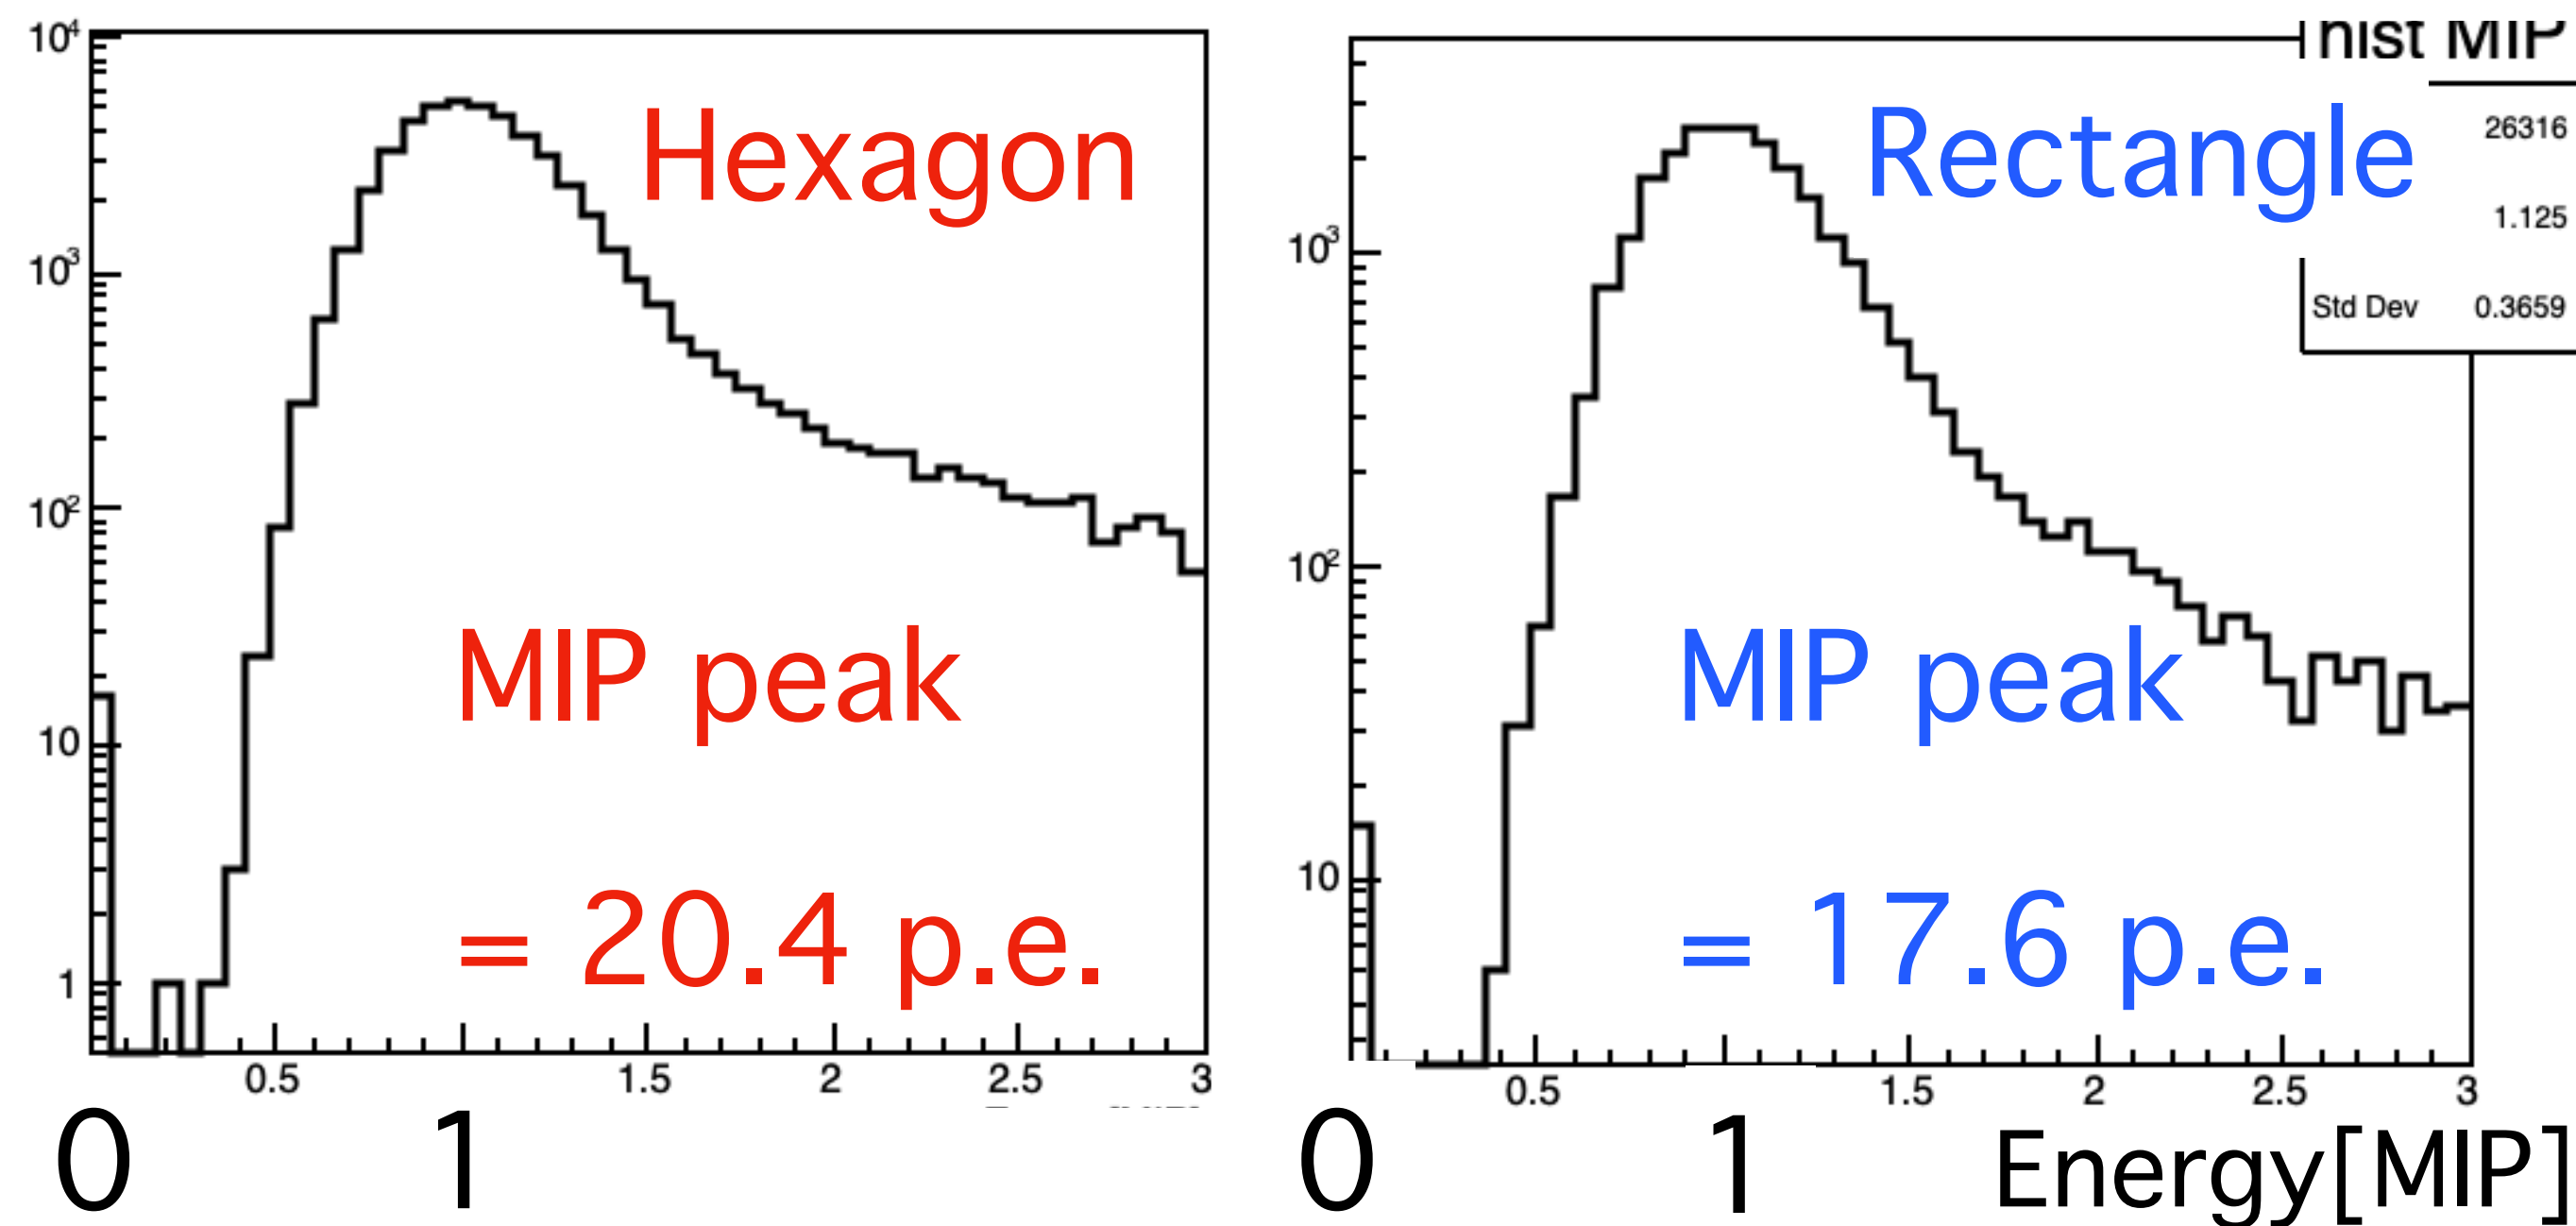 10⁴
Hexagon
10³
10²
MIP peak
10
= 20.4 p.e.
1
0.5 1.5 2 2.5 3
0 1
hist MIP
Rectangle
26316
1.125
Std Dev 0.3659
10³
10²
MIP peak
10
= 17.6 p.e.
0.5 1.5 2 2.5 3
0 1 Energy[MIP]